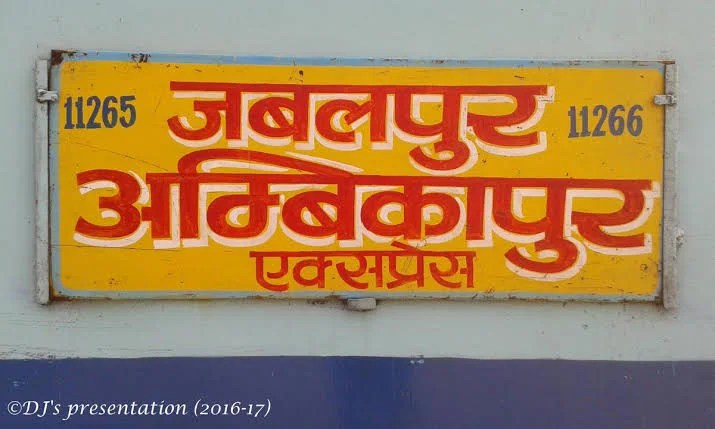 11265 जबलपुर 11266
अम्बिकापुर
एक्सप्रेस
©DJ's presentation (2016-17)